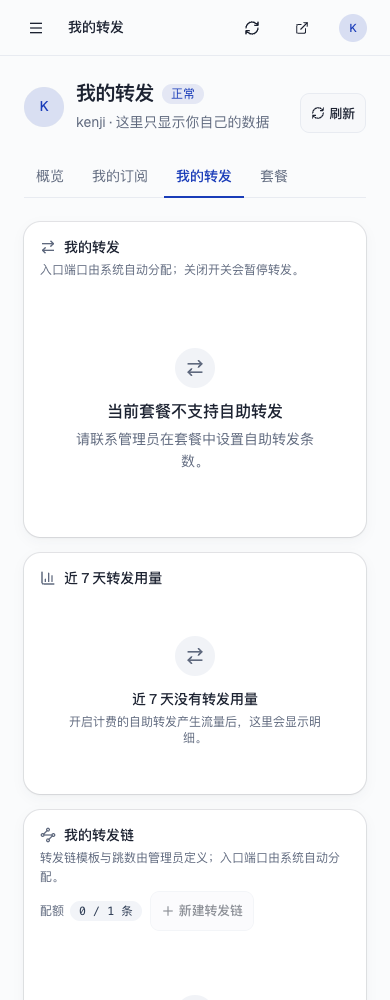 我的转发
K
K
我的转发 正常
kenji · 这里只显示你自己的数据
刷新
概览 我的订阅 我的转发 套餐
我的转发
入口端口由系统自动分配；关闭开关会暂停转发。
当前套餐不支持自助转发
请联系管理员在套餐中设置自助转发条
数。
近 7 天转发用量
近 7 天没有转发用量
开启计费的自助转发产生流量后，这里会显示明
细。
我的转发链
转发链模板与跳数由管理员定义；入口端口由系统自动分
配。
配额 0 / 1 条 新建转发链